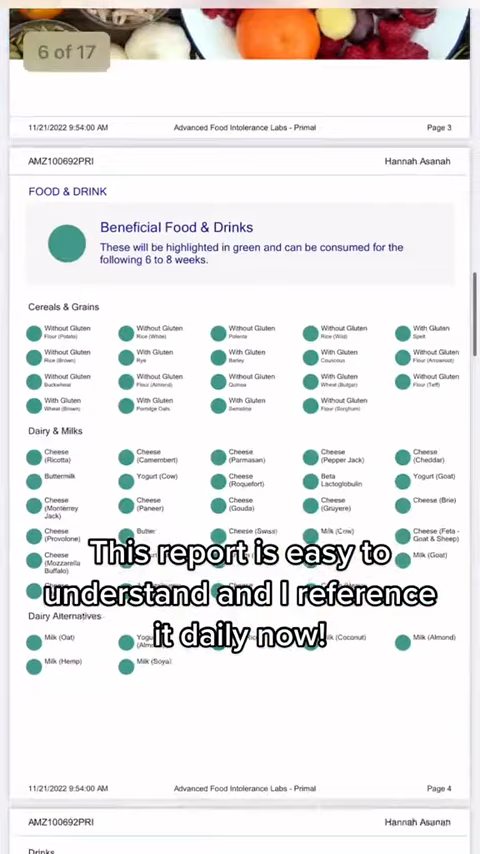 6 of 17
11/21/2022 9:54:00 AM Advanced Food Intolerance Labs - Primal Page 3
AMZ100692PRI Hannah Asanah
FOOD & DRINK
Beneficial Food & Drinks
These will be highlighted in green and can be consumed for the
following 6 to 8 weeks.
Cereals & Grains
Without Gluten Without Gluten Without Gluten Without Gluten With Gluten
Flour (Potato) Rice (White) Polenta Rice (Wild) Spelt
Without Gluten With Gluten With Gluten With Gluten Without Gluten
Rice (Brown) Rye Barley Couscous Flour (Arrowroot)
Without Gluten Without Gluten Without Gluten With Gluten Without Gluten
Buckwheat Flour (Almond) Quinoa Wheat (Bulgar) Flour (Teff)
With Gluten With Gluten With Gluten Without Gluten
Wheat (Brown) Porridge Oats Semolina Flour (Sorghum)
Dairy & Milks
Cheese Cheese Cheese Cheese Cheese
(Ricotta) (Camembert) (Parmasan) (Pepper Jack) (Cheddar)
Buttermilk Yogurt (Cow) Cheese Beta Yogurt (Goat)
(Roquefort) Lactoglobulin
Cheese Cheese Cheese Cheese Cheese (Brie)
(Monterrey (Paneer) (Gouda) (Gruyere)
Jack)
Cheese Butter Cheese (Swiss) Milk (Cow) Cheese (Feta -
(Provolone) Goat & Sheep)
Cheese Milk (Goat)
(Mozzarella
Buffalo)
This report is easy to
understand and I reference
it daily now!
Dairy Alternatives
Milk (Oat) (Coconut) Milk (Almond)
Milk (Hemp) Milk (Soya)
11/21/2022 9:54:00 AM Advanced Food Intolerance Labs - Primal Page 4
AMZ100692PRI Hannah Asanah
Drinks